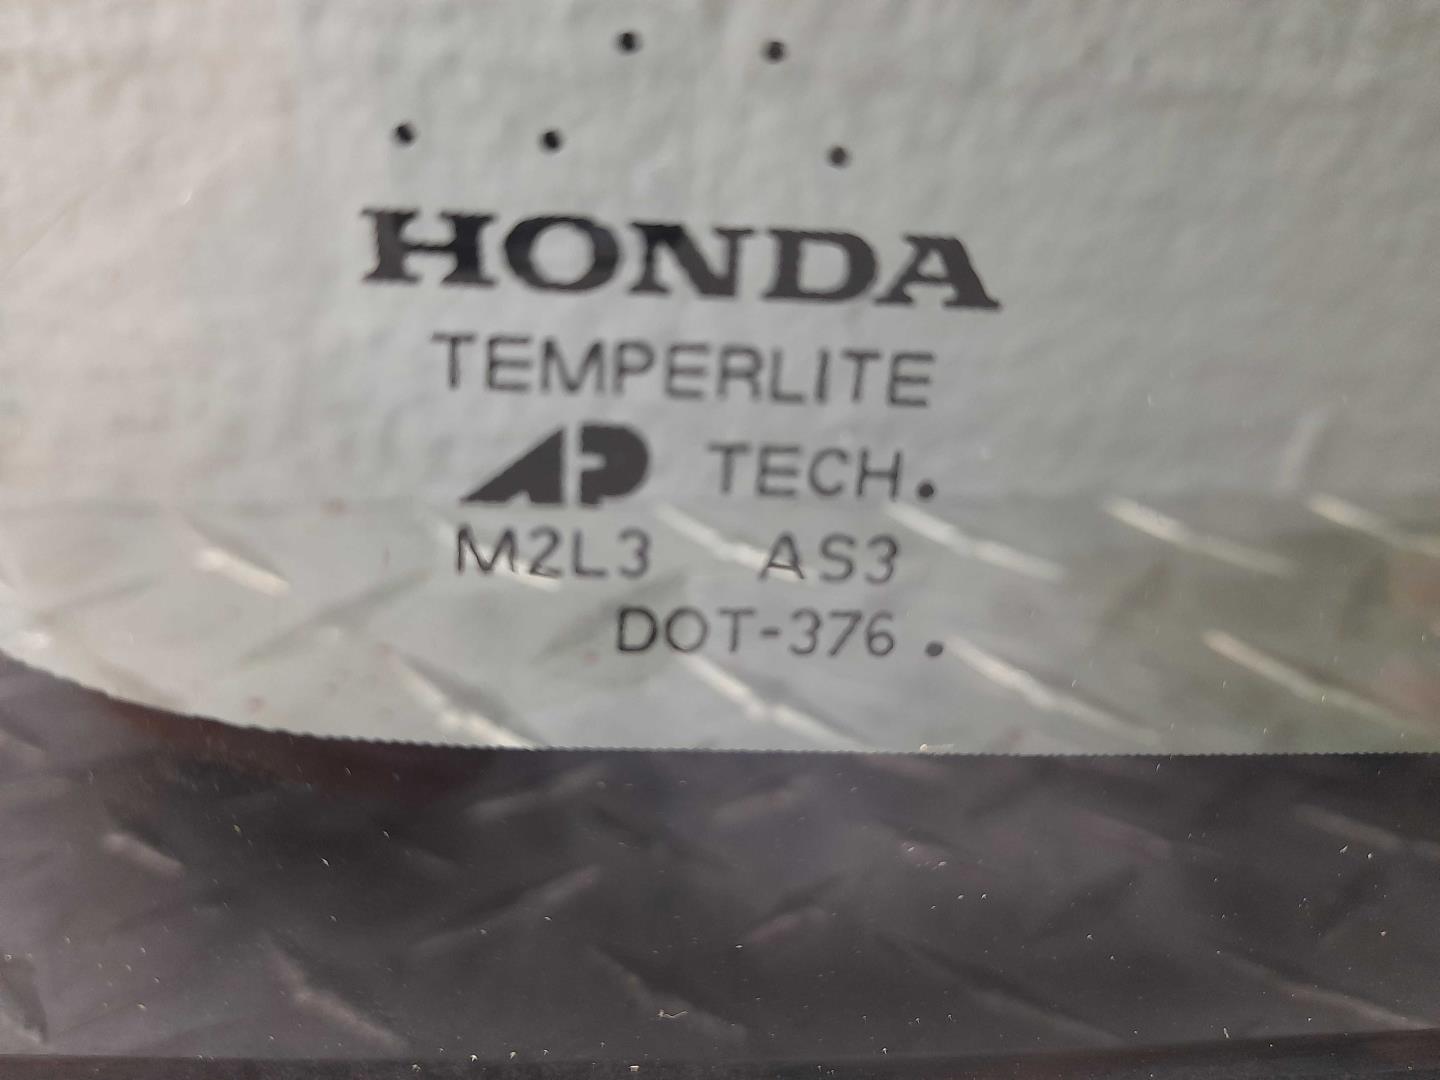 HONDA
TEMPERLITE
AP TECH.
M2L3 AS3
DOT-376 .